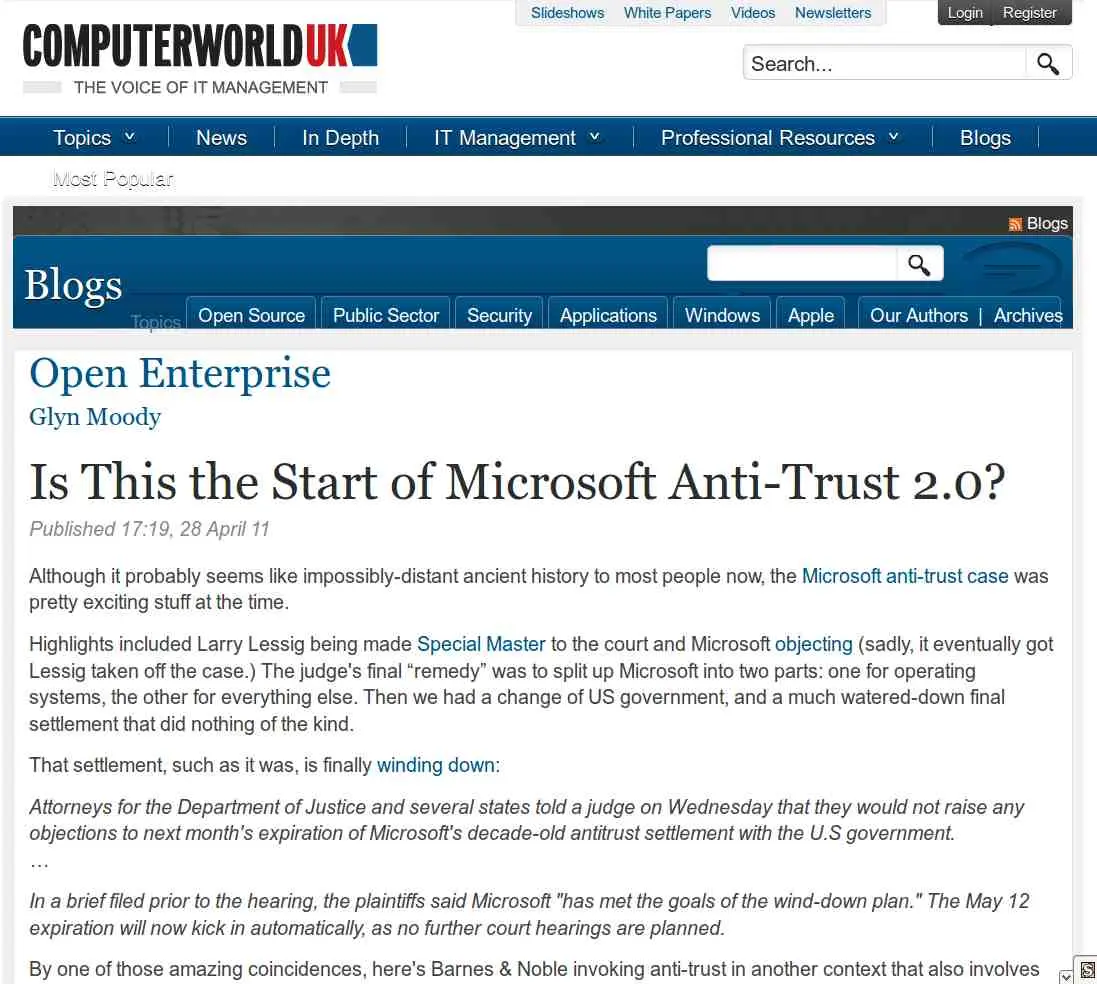 Slideshows White Papers Videos Newsletters Login Register
COMPUTERWORLDUK
THE VOICE OF IT MANAGEMENT
Search...
Topics News In Depth IT Management Professional Resources Blogs
Most Popular
Blogs
Blogs
Topics Open Source Public Sector Security Applications Windows Apple Our Authors | Archives
Open Enterprise
Glyn Moody
Is This the Start of Microsoft Anti-Trust 2.0?
Published 17:19, 28 April 11
Although it probably seems like impossibly-distant ancient history to most people now, the Microsoft anti-trust case was
pretty exciting stuff at the time.
Highlights included Larry Lessig being made Special Master to the court and Microsoft objecting (sadly, it eventually got
Lessig taken off the case.) The judge's final “remedy” was to split up Microsoft into two parts: one for operating
systems, the other for everything else. Then we had a change of US government, and a much watered-down final
settlement that did nothing of the kind.
That settlement, such as it was, is finally winding down:
Attorneys for the Department of Justice and several states told a judge on Wednesday that they would not raise any
objections to next month's expiration of Microsoft's decade-old antitrust settlement with the U.S government.
…
In a brief filed prior to the hearing, the plaintiffs said Microsoft "has met the goals of the wind-down plan." The May 12
expiration will now kick in automatically, as no further court hearings are planned.
By one of those amazing coincidences, here's Barnes & Noble invoking anti-trust in another context that also involves
S